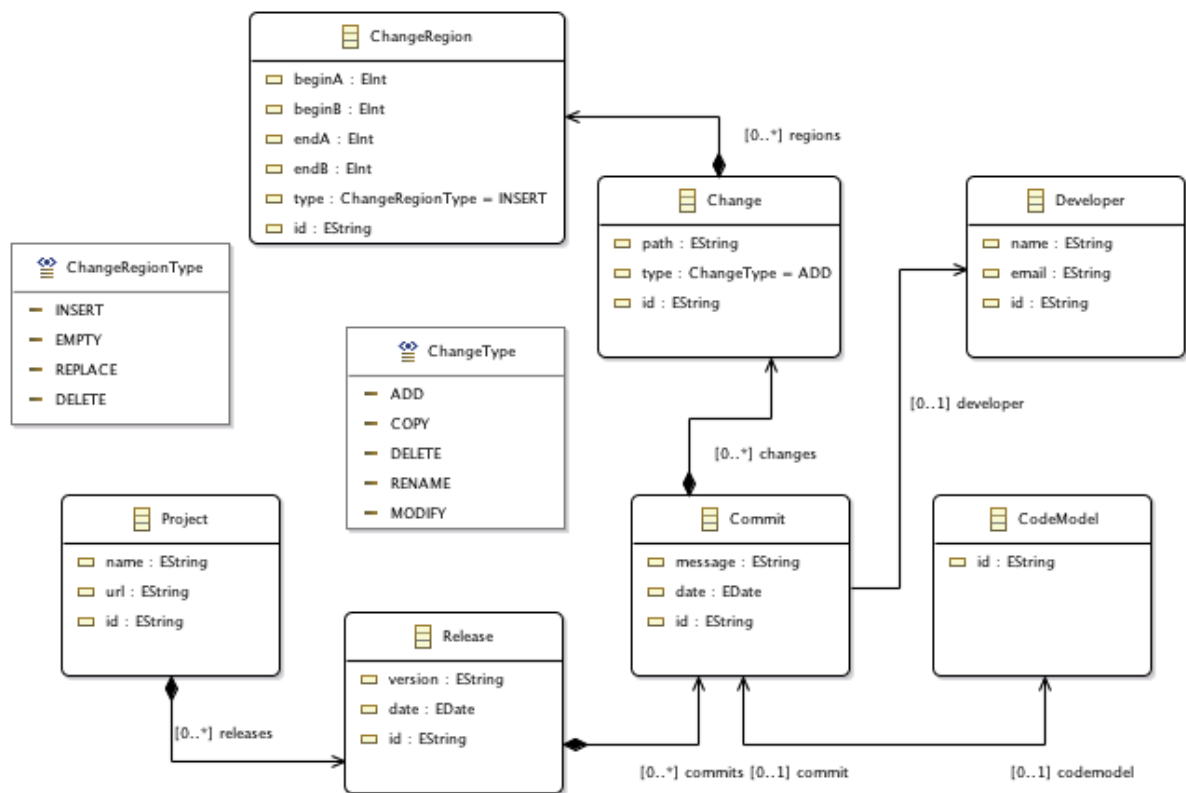 ChangeRegion
beginA : EInt
beginB : EInt
endA : EInt
endB : EInt
type : ChangeRegionType = INSERT
id : EString
[0..*] regions
Change
path : EString
type : ChangeType = ADD
id : EString
Developer
name : EString
email : EString
id : EString
ChangeRegionType
INSERT
EMPTY
REPLACE
DELETE
ChangeType
ADD
COPY
DELETE
RENAME
MODIFY
[0..1] developer
[0..*] changes
Project
name : EString
url : EString
id : EString
Commit
message : EString
date : EDate
id : EString
CodeModel
id : EString
Release
version : EString
date : EDate
id : EString
[0..*] releases
[0..*] commits
[0..1] commit
[0..1] codemodel